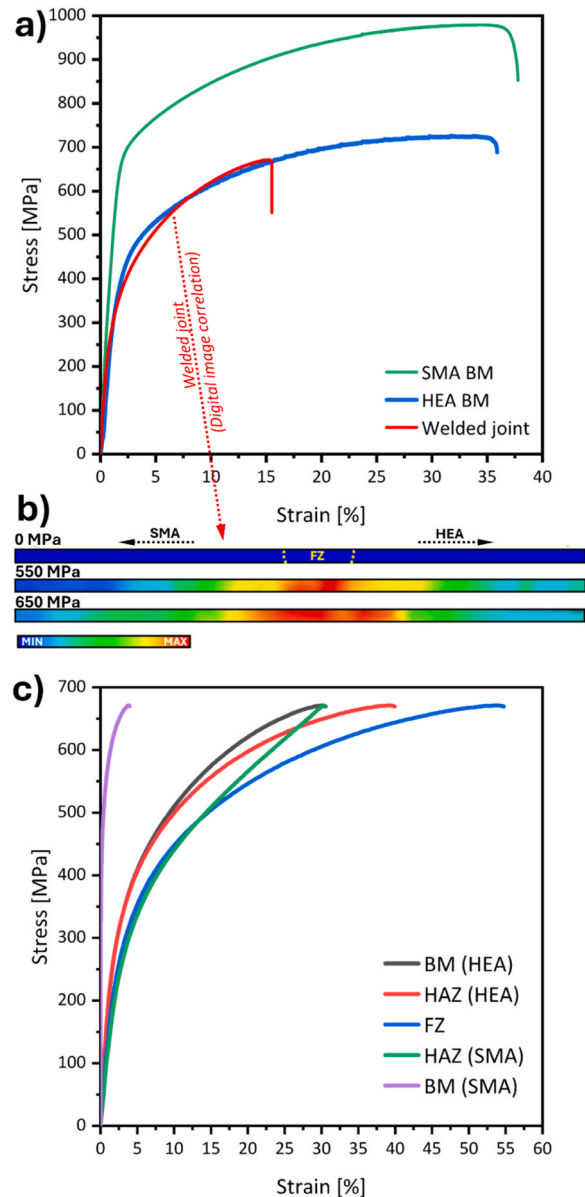 a)
1000
900
800
700
600
500
400
300
200
100
0
Stress [MPa]
Welded joint
(Digital image correlation)
SMA BM
HEA BM
Welded joint
0 5 10 15 20 25 30 35 40
Strain [%]
b)
SMA
HEA
0 MPa
FZ
550 MPa
650 MPa
MIN MAX
c)
700
600
500
400
300
200
100
0
Stress [MPa]
BM (HEA)
HAZ (HEA)
FZ
HAZ (SMA)
BM (SMA)
0 5 10 15 20 25 30 35 40 45 50 55 60
Strain [%]